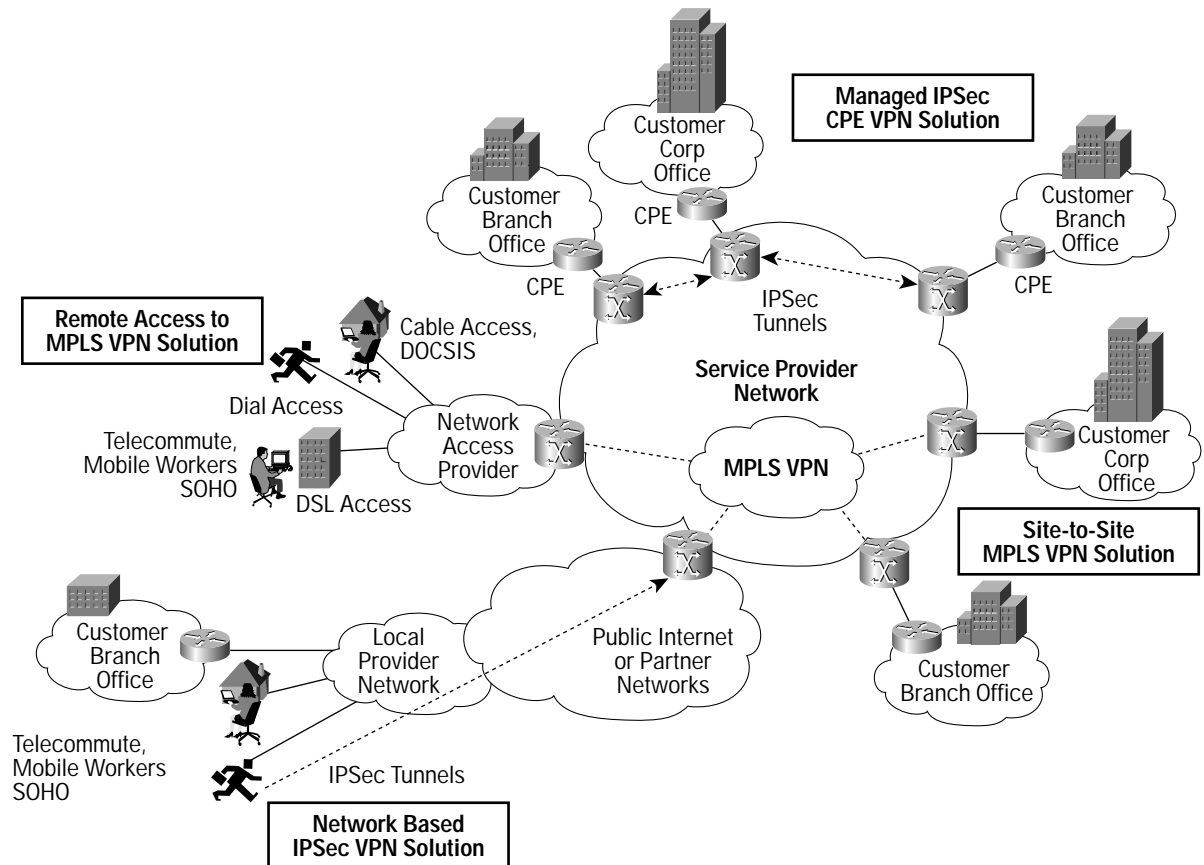 Managed IPSec
CPE VPN Solution
Customer
Corp
Office
CPE
Customer
Branch
Office
CPE
Customer
Branch
Office
CPE
IPSec
Tunnels
Remote Access to
MPLS VPN Solution
Cable Access,
DOCSIS
Dial Access
Telecommute,
Mobile Workers
SOHO
DSL Access
Network
Access
Provider
Service Provider
Network
MPLS VPN
Customer
Corp
Office
Site-to-Site
MPLS VPN Solution
Customer
Branch Office
Customer
Branch
Office
Local
Provider
Network
Public Internet
or Partner
Networks
Telecommute,
Mobile Workers
SOHO
IPSec Tunnels
Network Based
IPSec VPN Solution